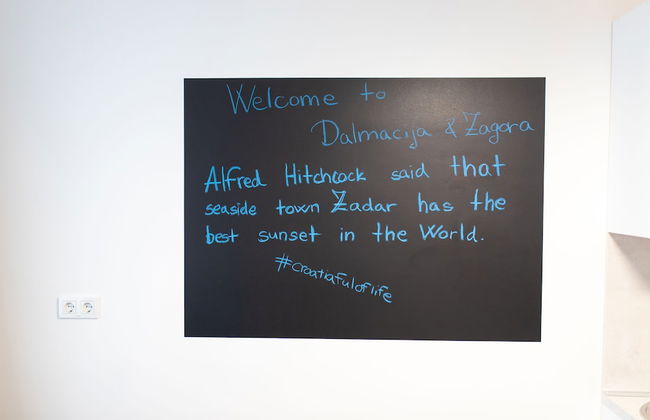 Welcome to
Dalmacija & Zagora
Alfred Hitchcock said that
seaside town Zadar has the
best sunset in the World.
#croatiafuloflife